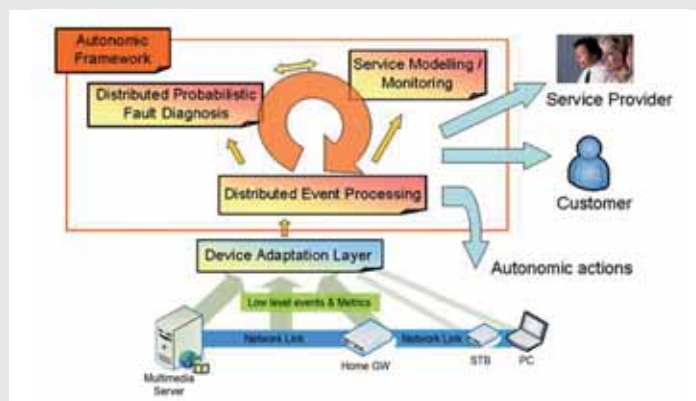 Autonomic
Framework
Service Modelling /
Monitoring
Distributed Probabilistic
Fault Diagnosis
Service Provider
Distributed Event Processing
Customer
Device Adaptation Layer
Autonomic actions
Low level events & Metrics
Network Link
Network Link
Multimedia
Server
Home GW
STB
PC